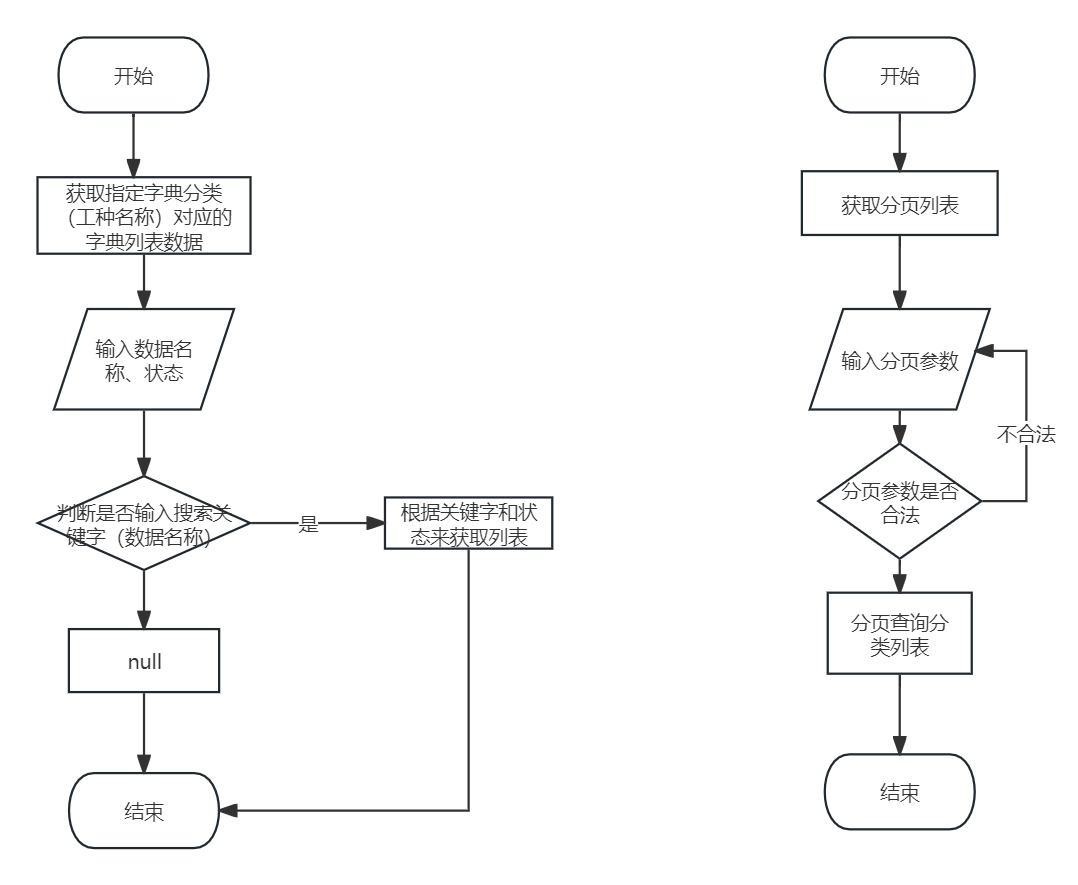 开始
获取指定字典分类
（工种名称）对应的
字典列表数据
输入数据名
称、状态
判断是否输入搜索关
键字（数据名称）
是
根据关键字和状
态来获取列表
null
结束
开始
获取分页列表
输入分页参数
不合法
分页参数是否
合法
分页查询分
类列表
结束